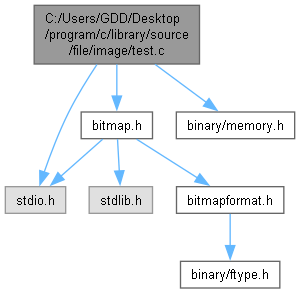 C:/Users/GDD/Desktop
/program/c/library/source
/file/image/test.c
bitmap.h
binary/memory.h
stdio.h
stdlib.h
bitmapformat.h
binary/ftype.h